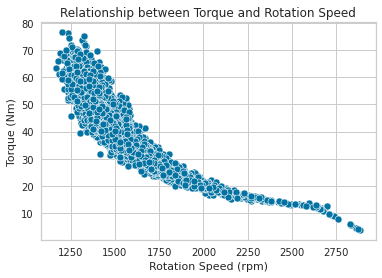 Relationship between Torque and Rotation Speed
80
70
60
50
40
30
20
10
Torque (Nm)
1250 1500 1750 2000 2250 2500 2750
Rotation Speed (rpm)